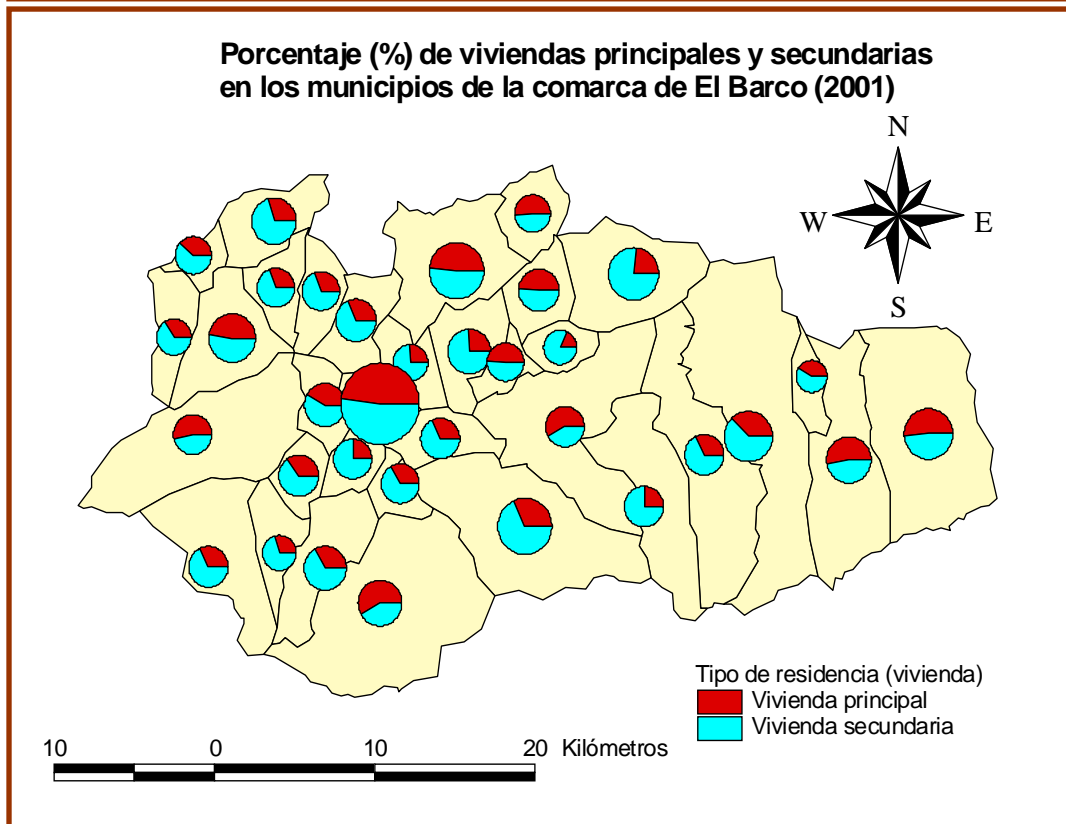 Porcentaje (%) de viviendas principales y secundarias
en los municipios de la comarca de El Barco (2001)
N
W E
S
Tipo de residencia (vivienda)
Vivienda principal
Vivienda secundaria
10 0 10 20 Kilómetros